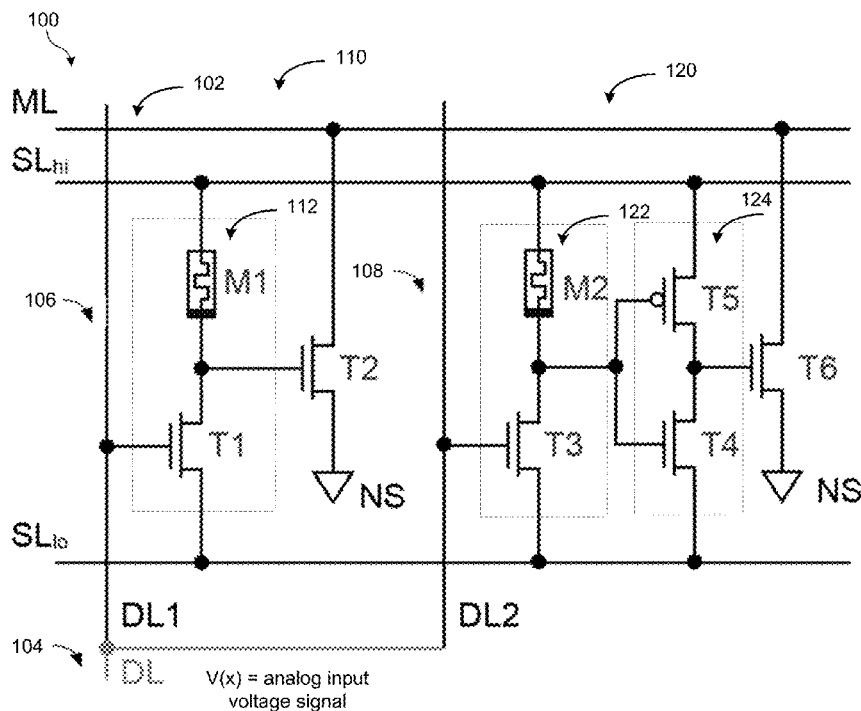 100
102
110
120
ML
SLhi
112
122
124
M1
108
M2
T5
106
T2
T6
T1
T3
T4
NS
NS
SLlo
DL1
DL2
104
DL
V(x) = analog input
voltage signal